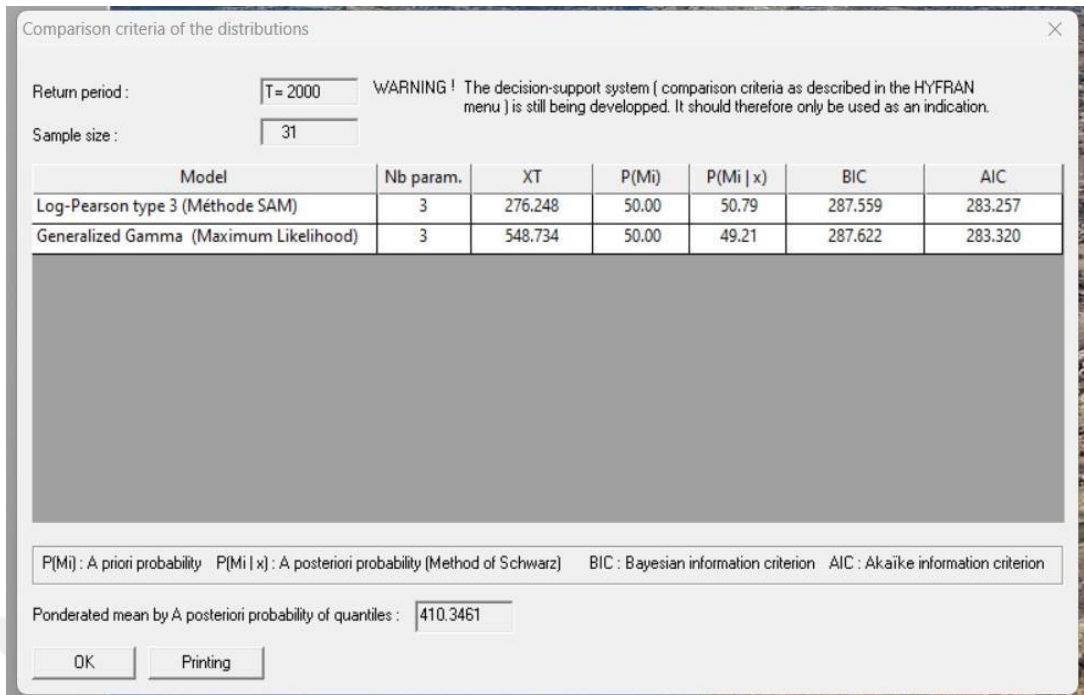 Comparison criteria of the distributions
Return period : T= 2000 WARNING ! The decision-support system ( comparison criteria as described in the HYFRAN
menu ) is still being developped. It should therefore only be used as an indication.
Sample size : 31
Model Nb param. XT P(Mi) P(Mi | x) BIC AIC
Log-Pearson type 3 (Méthode SAM) 3 276.248 50.00 50.79 287.559 283.257
Generalized Gamma (Maximum Likelihood) 3 548.734 50.00 49.21 287.622 283.320
P(Mi) : A priori probability P(Mi | x) : A posteriori probability (Method of Schwarz) BIC : Bayesian information criterion AIC : Akaïke information criterion
Ponderated mean by A posteriori probability of quantiles : 410.3461
OK Printing